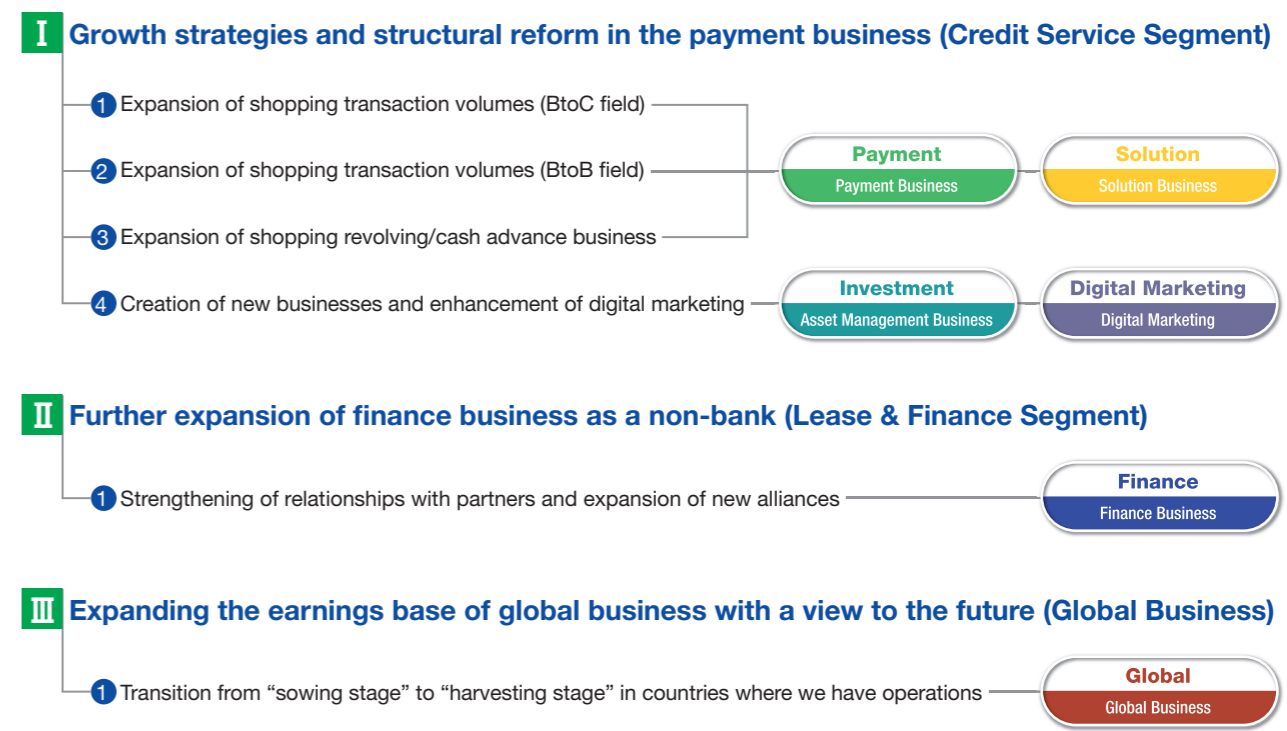 I Growth strategies and structural reform in the payment business (Credit Service Segment)
1 Expansion of shopping transaction volumes (BtoC field)
2 Expansion of shopping transaction volumes (BtoB field)
Payment
Payment Business
Solution
Solution Business
3 Expansion of shopping revolving/cash advance business
4 Creation of new businesses and enhancement of digital marketing
Investment
Asset Management Business
Digital Marketing
Digital Marketing
II Further expansion of finance business as a non-bank (Lease & Finance Segment)
1 Strengthening of relationships with partners and expansion of new alliances
Finance
Finance Business
III Expanding the earnings base of global business with a view to the future (Global Business)
1 Transition from “sowing stage” to “harvesting stage” in countries where we have operations
Global
Global Business